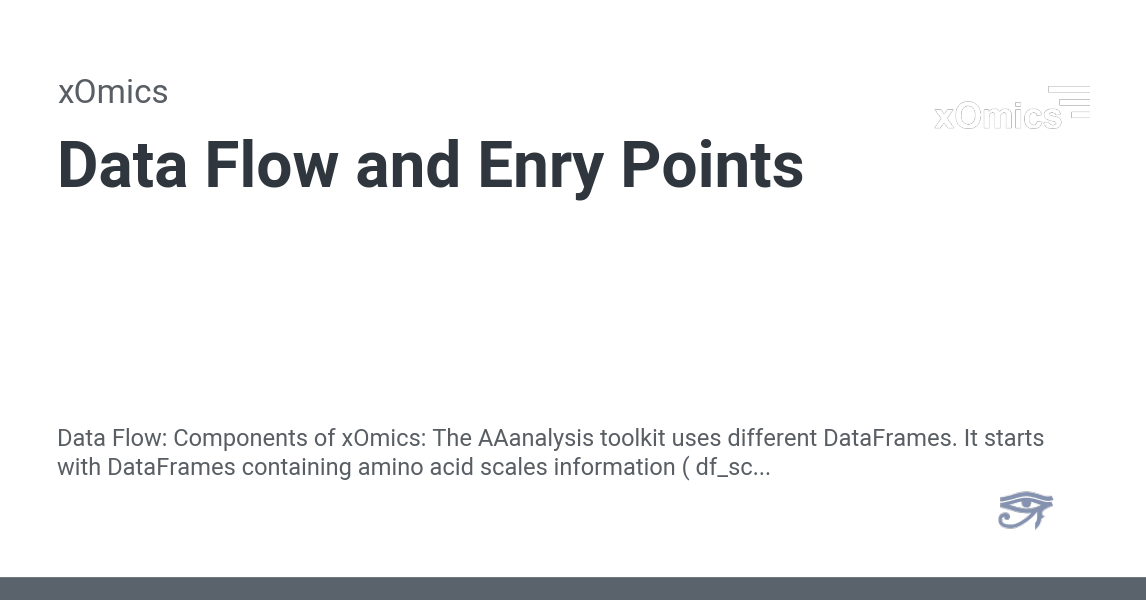 xOmics
xOmics
Data Flow and Enry Points
Data Flow: Components of xOmics: The AAanalysis toolkit uses different DataFrames. It starts
with DataFrames containing amino acid scales information ( df_sc...